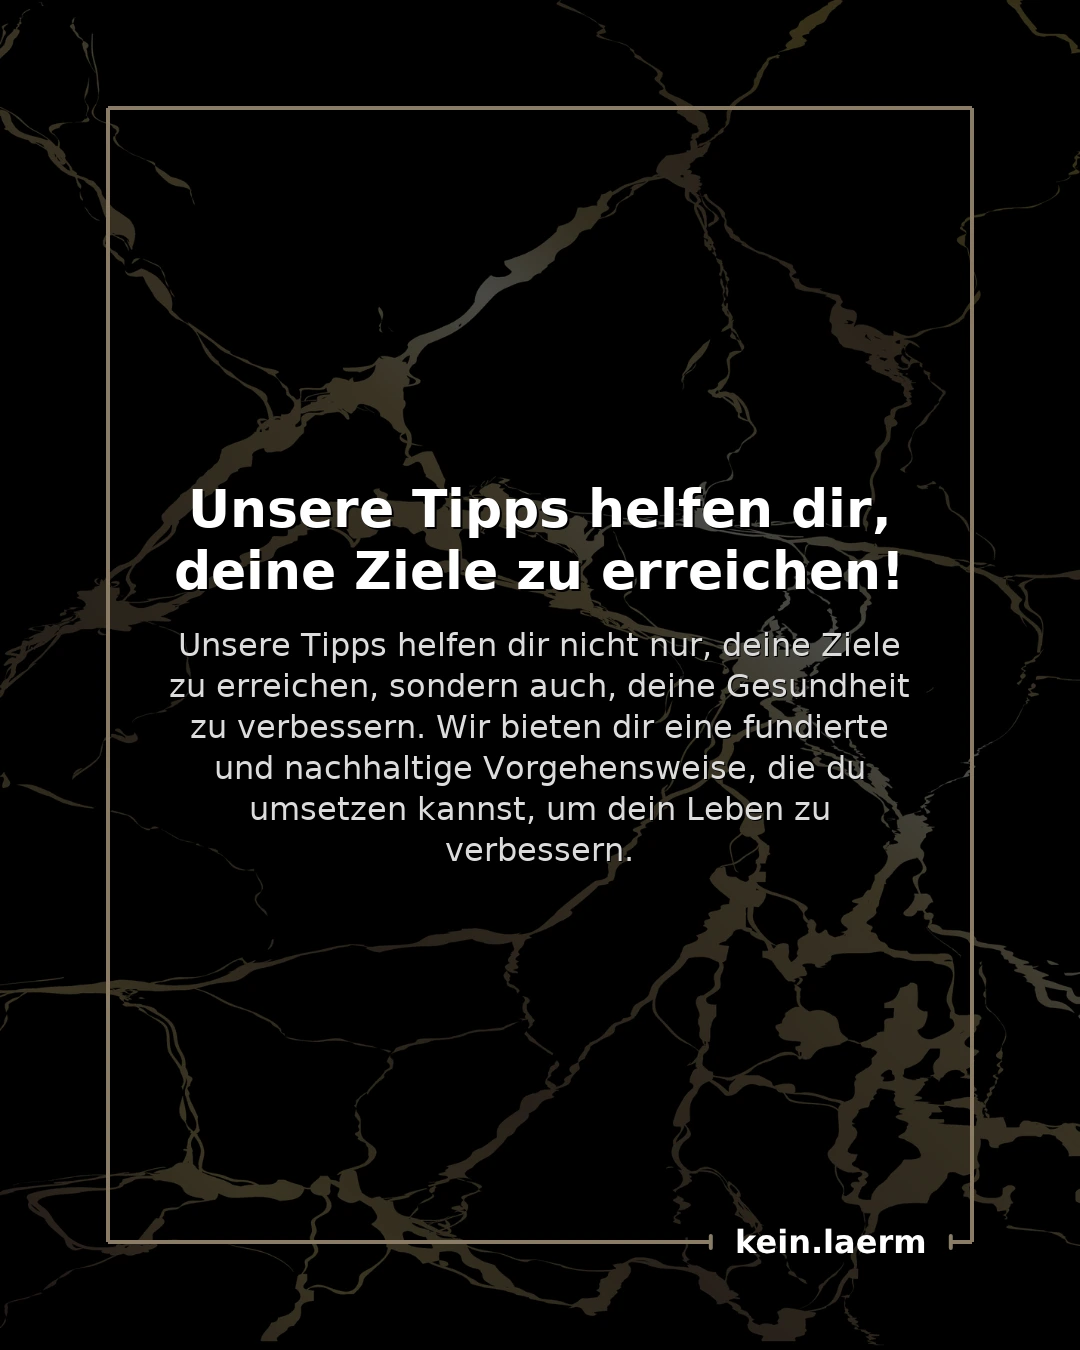 Unsere Tipps helfen dir,
deine Ziele zu erreichen!
Unsere Tipps helfen dir nicht nur, deine Ziele
zu erreichen, sondern auch, deine Gesundheit
zu verbessern. Wir bieten dir eine fundierte
und nachhaltige Vorgehensweise, die du
umsetzen kannst, um dein Leben zu
verbessern.
kein.laerm